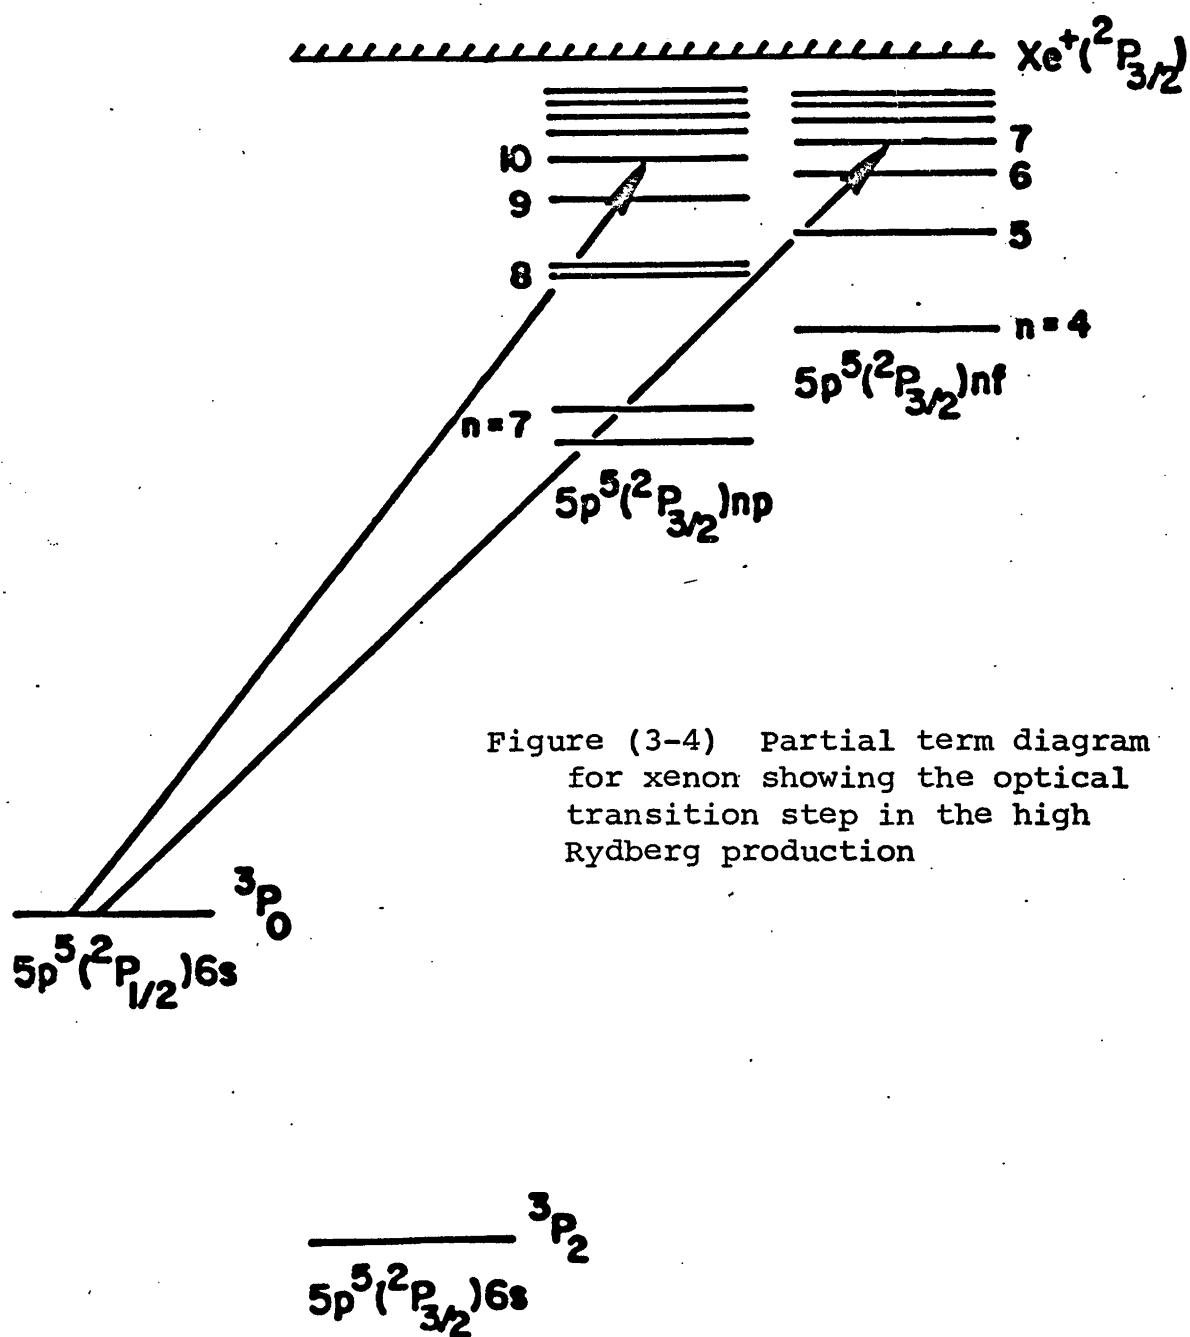 Xe⁺(²P₃/₂)
10
9
8
n=7
5p⁵(²P₃/₂)np
7
6
5
n=4
5p⁵(²P₃/₂)nf
Figure (3-4) Partial term diagram
for xenon showing the optical
transition step in the high
Rydberg production
³P₀
5p⁵(²P₁/₂)6s
³P₂
5p⁵(²P₃/₂)6s